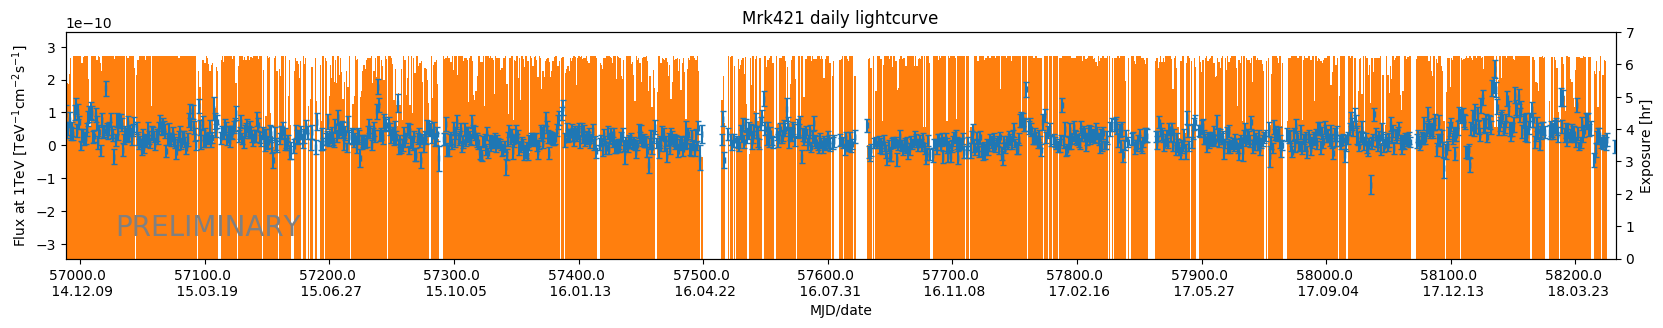 Mrk421 daily lightcurve
1e−10
3
2
1
0
−1
−2
−3
Flux at 1TeV [TeV⁻¹cm⁻²s⁻¹]
PRELIMINARY
7
6
5
4
3
2
1
0
Exposure [hr]
57000.0 57100.0 57200.0 57300.0 57400.0 57500.0 57600.0 57700.0 57800.0 57900.0 58000.0 58100.0 58200.0
14.12.09 15.03.19 15.06.27 15.10.05 16.01.13 16.04.22 16.07.31 16.11.08 17.02.16 17.05.27 17.09.04 17.12.13 18.03.23
MJD/date